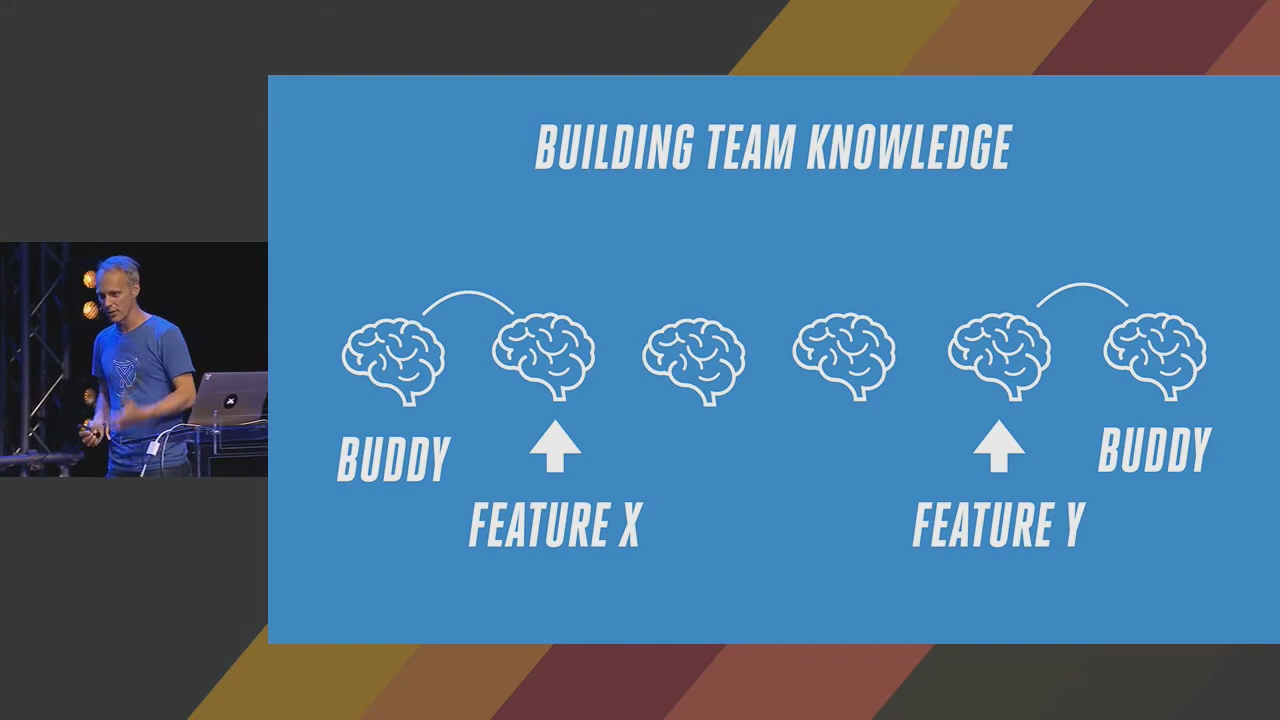 BUILDING TEAM KNOWLEDGE
BUDDY
BUDDY
FEATURE X
FEATURE Y